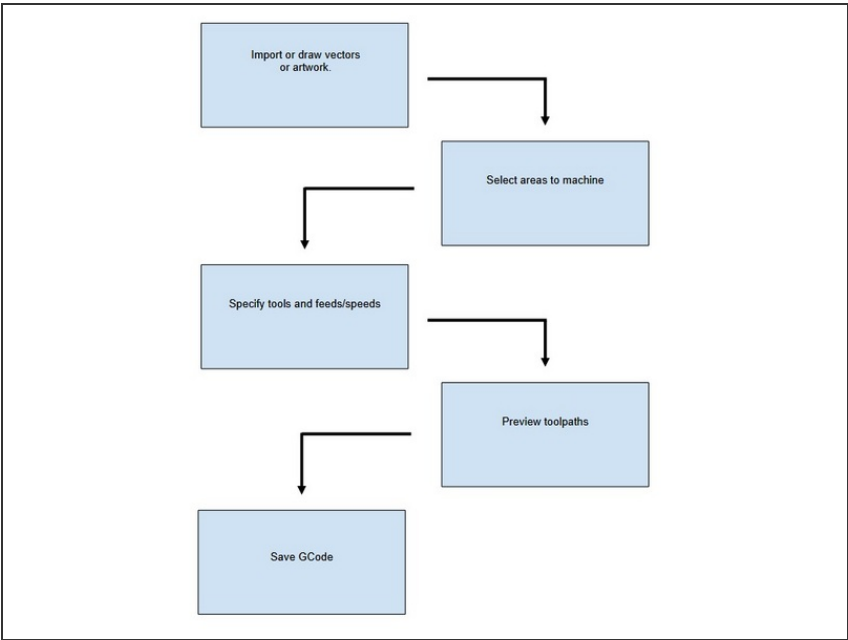 Import or draw vectors
or artwork.
Select areas to machine
Specify tools and feeds/speeds
Preview toolpaths
Save GCode